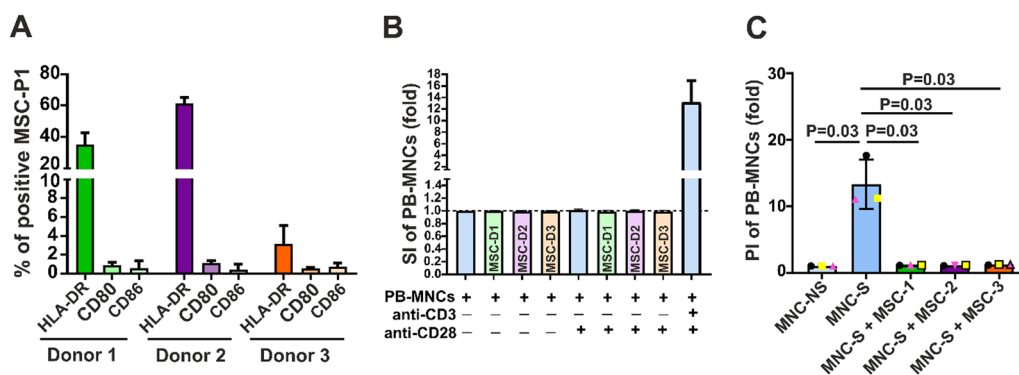 A
% of positive MSC-P1
80
60
40
20
6
4
2
0
HLA-DR
CD80
CD86
HLA-DR
CD80
CD86
HLA-DR
CD80
CD86
Donor 1
Donor 2
Donor 3
B
SI of PB-MNCs (fold)
18
16
14
12
10
8
6
4
1.4
1.2
1.0
0.8
0.6
0.4
0.2
0.0
MSC-D1
MSC-D2
MSC-D3
MSC-D1
MSC-D2
MSC-D3
PB-MNCs + + + + + + + + +
anti-CD3 – – – – – – – – +
anti-CD28 – – – – + + + + +
C
PI of PB-MNCs (fold)
30
20
10
0
P=0.03
P=0.03
P=0.03
P=0.03
MNC-NS
MNC-S
MNC-S + MSC-1
MNC-S + MSC-2
MNC-S + MSC-3